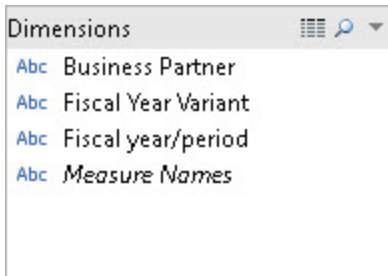 Dimensions
Abc Business Partner
Abc Fiscal Year Variant
Abc Fiscal year/period
Abc Measure Names